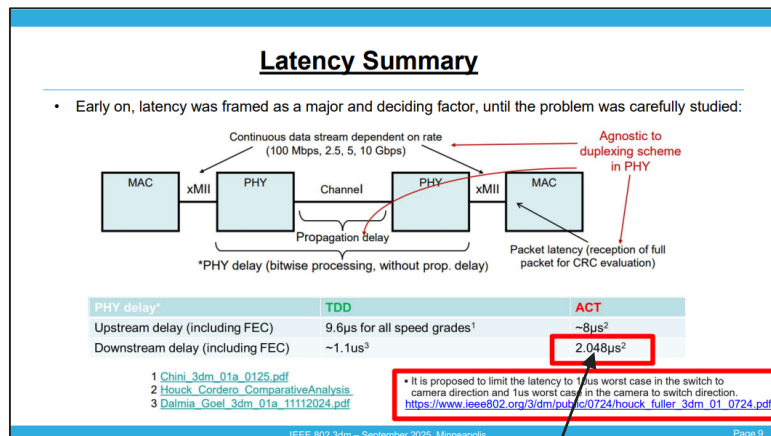 Latency Summary
• Early on, latency was framed as a major and deciding factor, until the problem was carefully studied:
Continuous data stream dependent on rate
(100 Mbps, 2.5, 5, 10 Gbps)
Agnostic to
duplexing scheme
in PHY
MAC
xMII
PHY
Channel
PHY
xMII
MAC
Propagation delay
*PHY delay (bitwise processing, without prop. delay)
Packet latency (reception of full
packet for CRC evaluation)
PHY delay* TDD ACT
Upstream delay (including FEC) 9.6µs for all speed grades1 ~8µs2
Downstream delay (including FEC) ~1.1us3 2.048µs2
1 Chini_3dm_01a_0125.pdf
2 Houck_Cordero_ComparativeAnalysis_
3 Dalmia_Goel_3dm_01a_11112024.pdf
• It is proposed to limit the latency to 10us worst case in the switch to
camera direction and 1us worst case in the camera to switch direction.
https://www.ieee802.org/3/dm/public/0724/houck_fuller_3dm_01_0724.pdf
IEEE 802.3dm – September 2025, Minneapolis
Page 9